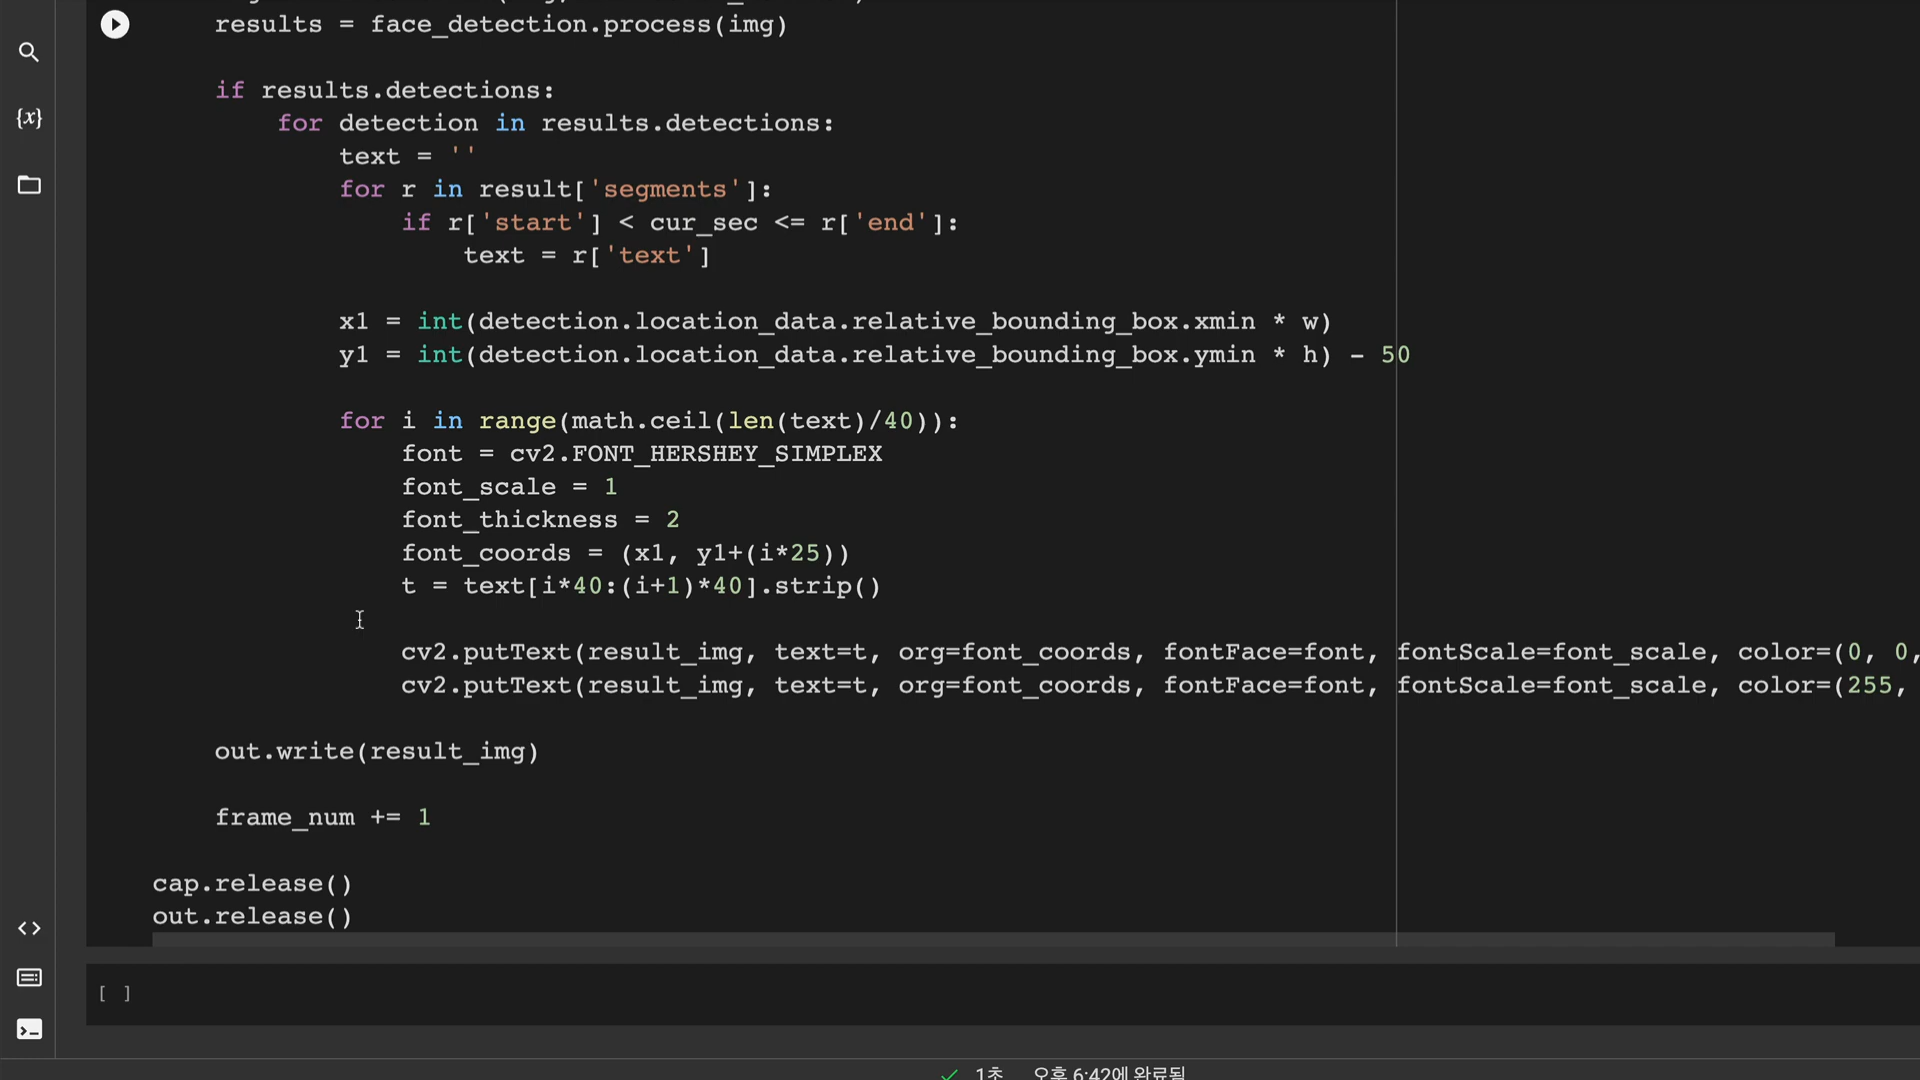 results = face_detection.process(img)
{x}
if results.detections:
for detection in results.detections:
text = ''
for r in result['segments']:
if r['start'] < cur_sec <= r['end']:
text = r['text']
x1 = int(detection.location_data.relative_bounding_box.xmin * w)
y1 = int(detection.location_data.relative_bounding_box.ymin * h) - 50
for i in range(math.ceil(len(text)/40)):
font = cv2.FONT_HERSHEY_SIMPLEX
font_scale = 1
font_thickness = 2
font_coords = (x1, y1+(i*25))
t = text[i*40:(i+1)*40].strip()
cv2.putText(result_img, text=t, org=font_coords, fontFace=font, fontScale=font_scale, color=(0, 0,
cv2.putText(result_img, text=t, org=font_coords, fontFace=font, fontScale=font_scale, color=(255,
out.write(result_img)
frame_num += 1
cap.release()
out.release()
[ ]
✓ 1초 오후 6:42에 완료됨